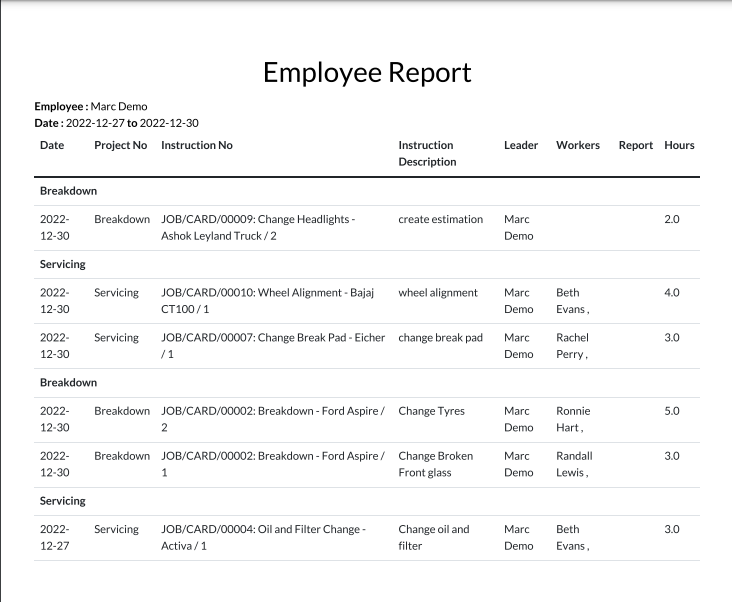 Employee Report
Employee : Marc Demo
Date : 2022-12-27 to 2022-12-30
Date Project No Instruction No Instruction Description Leader Workers Report Hours
Breakdown
2022-12-30 Breakdown JOB/CARD/00009: Change Headlights - Ashok Leyland Truck / 2 create estimation Marc Demo 2.0
Servicing
2022-12-30 Servicing JOB/CARD/00010: Wheel Alignment - Bajaj CT100 / 1 wheel alignment Marc Demo Beth Evans , 4.0
2022-12-30 Servicing JOB/CARD/00007: Change Break Pad - Eicher / 1 change break pad Marc Demo Rachel Perry , 3.0
Breakdown
2022-12-30 Breakdown JOB/CARD/00002: Breakdown - Ford Aspire / 2 Change Tyres Marc Demo Ronnie Hart , 5.0
2022-12-30 Breakdown JOB/CARD/00002: Breakdown - Ford Aspire / 1 Change Broken Front glass Marc Demo Randall Lewis , 3.0
Servicing
2022-12-27 Servicing JOB/CARD/00004: Oil and Filter Change - Activa / 1 Change oil and filter Marc Demo Beth Evans , 3.0